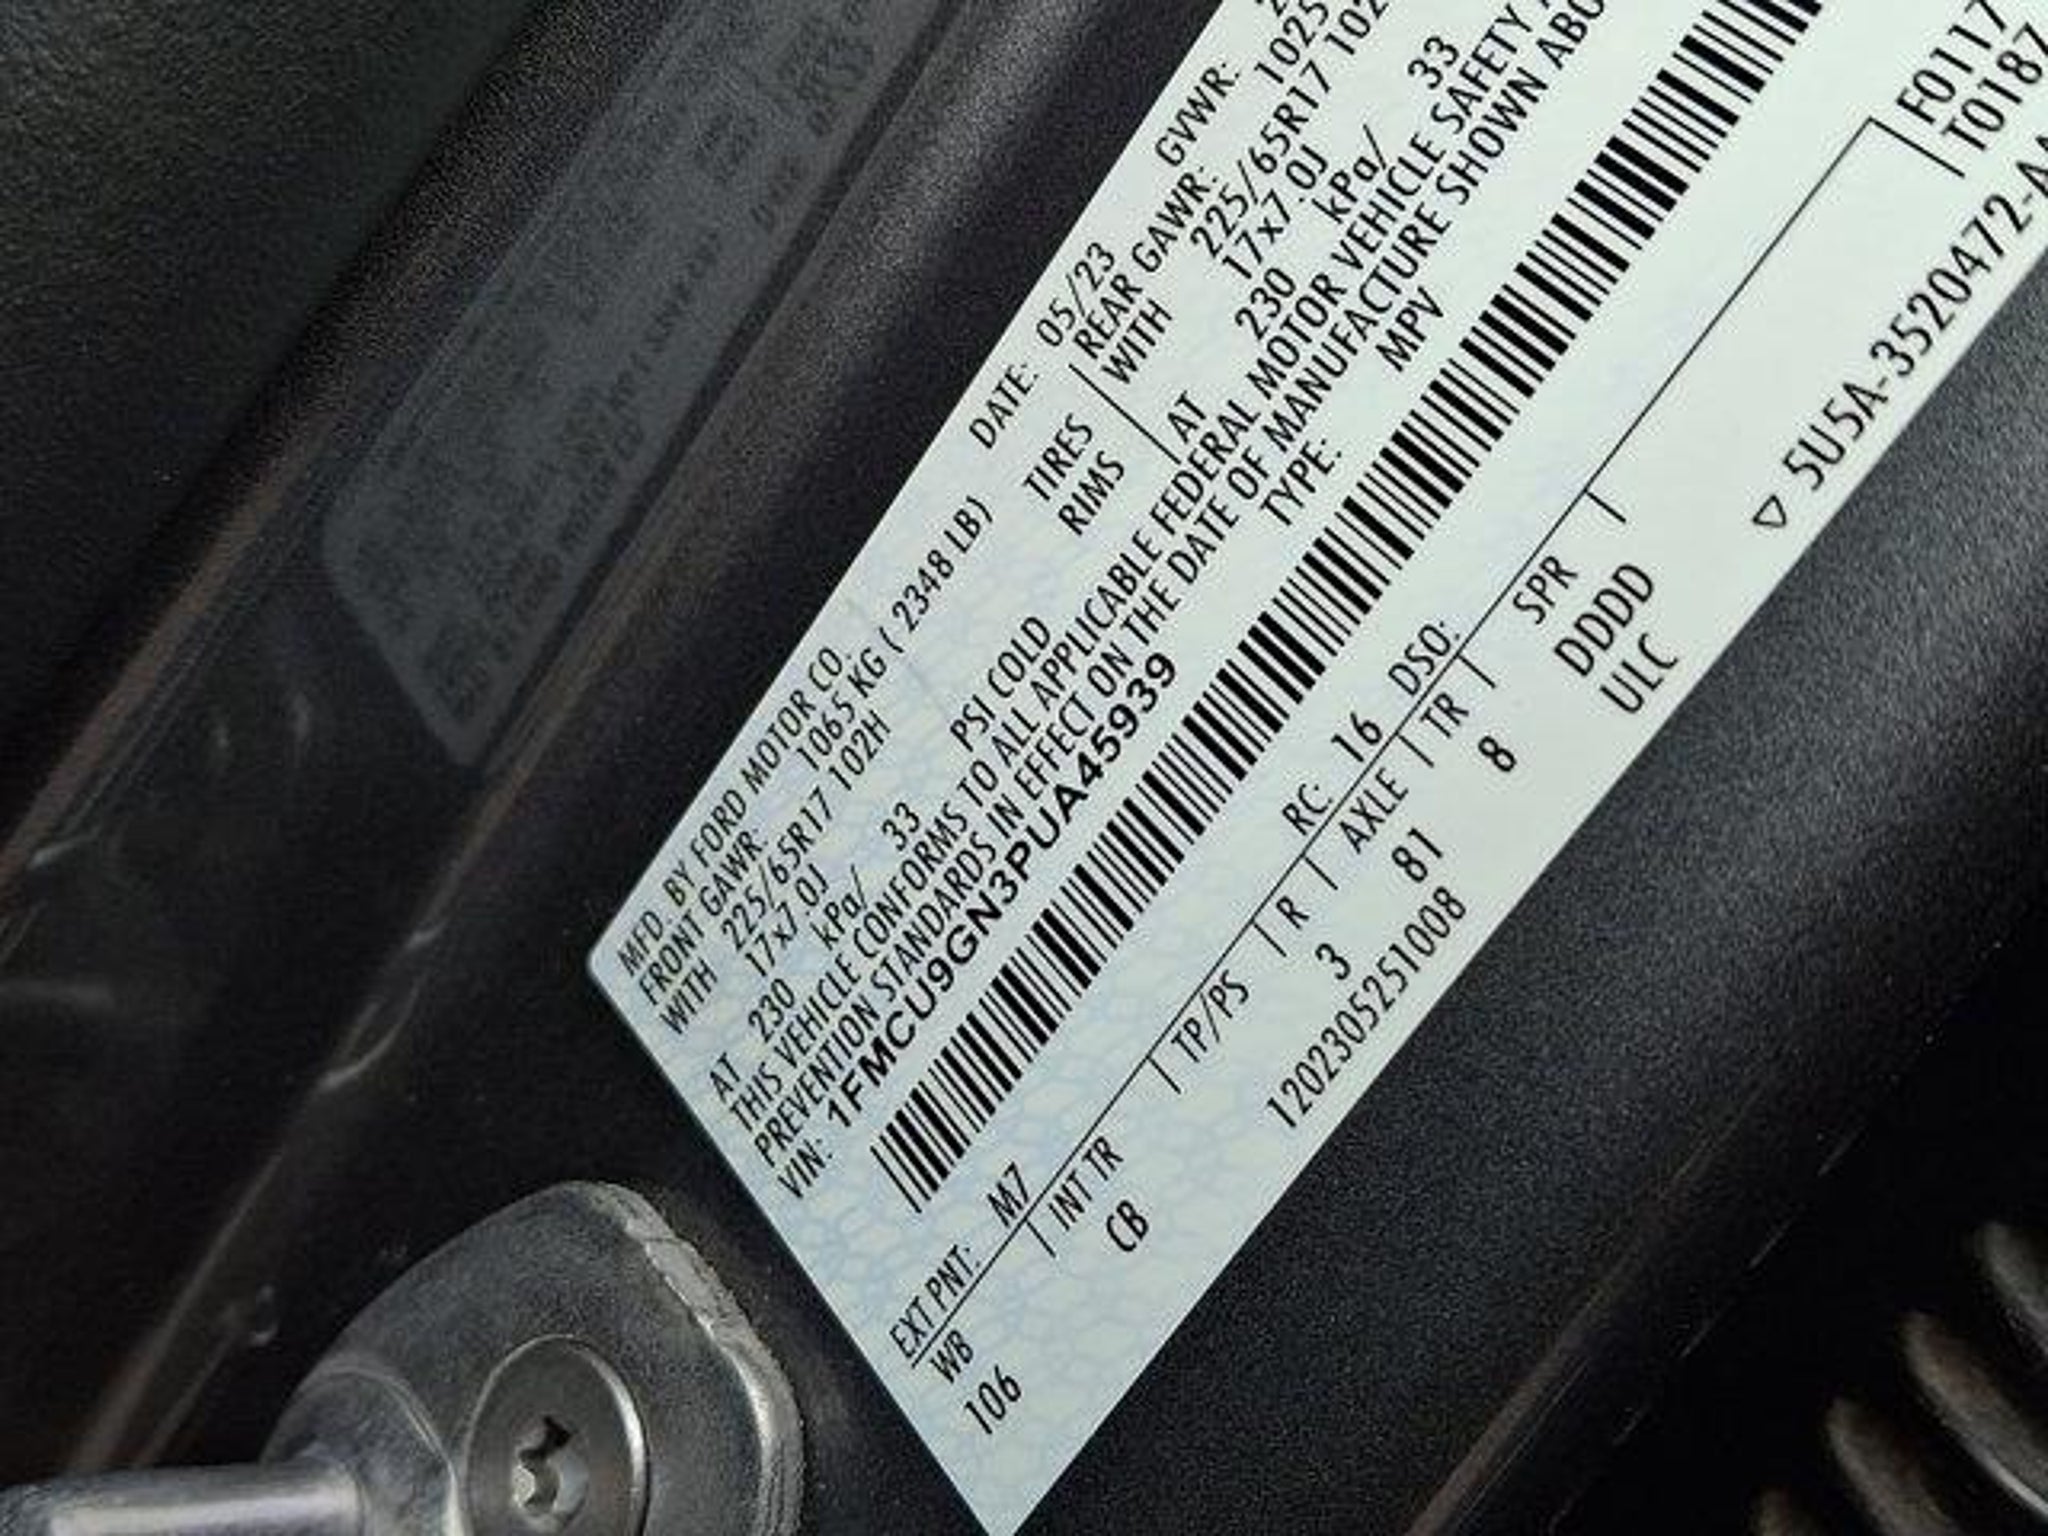 MFD. BY FORD MOTOR CO. DATE: 05/23 GVWR:
FRONT GAWR: 1065 KG ( 2348 LB) REAR GAWR: 1025
WITH 225/65R17 102H TIRES WITH 225/65R17 102
17x7.0J RIMS 17x7.0J
AT 230 kPa/ 33 PSI COLD AT 230 kPa/ 33
THIS VEHICLE CONFORMS TO ALL APPLICABLE FEDERAL MOTOR VEHICLE SAFETY
PREVENTION STANDARDS IN EFFECT ON THE DATE OF MANUFACTURE SHOWN ABO
VIN: 1FMCU9GN3PUA45939 TYPE: MPV
EXT PNT: M7 RC: 16 DSO: F0117
WB | INT TR | TP/PS | R | AXLE | TR | SPR | T0187
106 CB 3 81 8 DDDD
ULC
1202305251008
▽ 5U5A-3520472-A